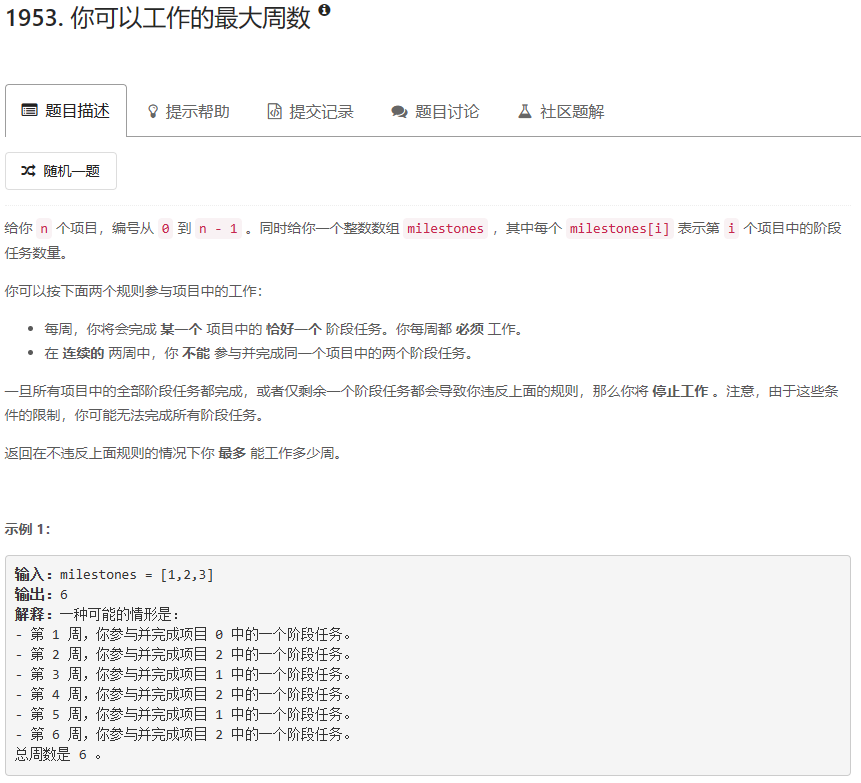 1953. 你可以工作的最大周数
题目描述 提示帮助 提交记录 题目讨论 社区题解
随机一题
给你 n 个项目，编号从 0 到 n - 1 。同时给你一个整数数组 milestones ，其中每个 milestones[i] 表示第 i 个项目中的阶段
任务数量。
你可以按下面两个规则参与项目中的工作：
• 每周，你将会完成 某一个 项目中的 恰好一个 阶段任务。你每周都 必须 工作。
• 在 连续的 两周中，你 不能 参与并完成同一个项目中的两个阶段任务。
一旦所有项目中的全部阶段任务都完成，或者仅剩余一个阶段任务都会导致你违反上面的规则，那么你将 停止工作 。注意，由于这些条
件的限制，你可能无法完成所有阶段任务。
返回在不违反上面规则的情况下你 最多 能工作多少周。
示例 1：
输入：milestones = [1,2,3]
输出：6
解释：一种可能的情形是：
- 第 1 周，你参与并完成项目 0 中的一个阶段任务。
- 第 2 周，你参与并完成项目 2 中的一个阶段任务。
- 第 3 周，你参与并完成项目 1 中的一个阶段任务。
- 第 4 周，你参与并完成项目 2 中的一个阶段任务。
- 第 5 周，你参与并完成项目 1 中的一个阶段任务。
- 第 6 周，你参与并完成项目 2 中的一个阶段任务。
总周数是 6 。